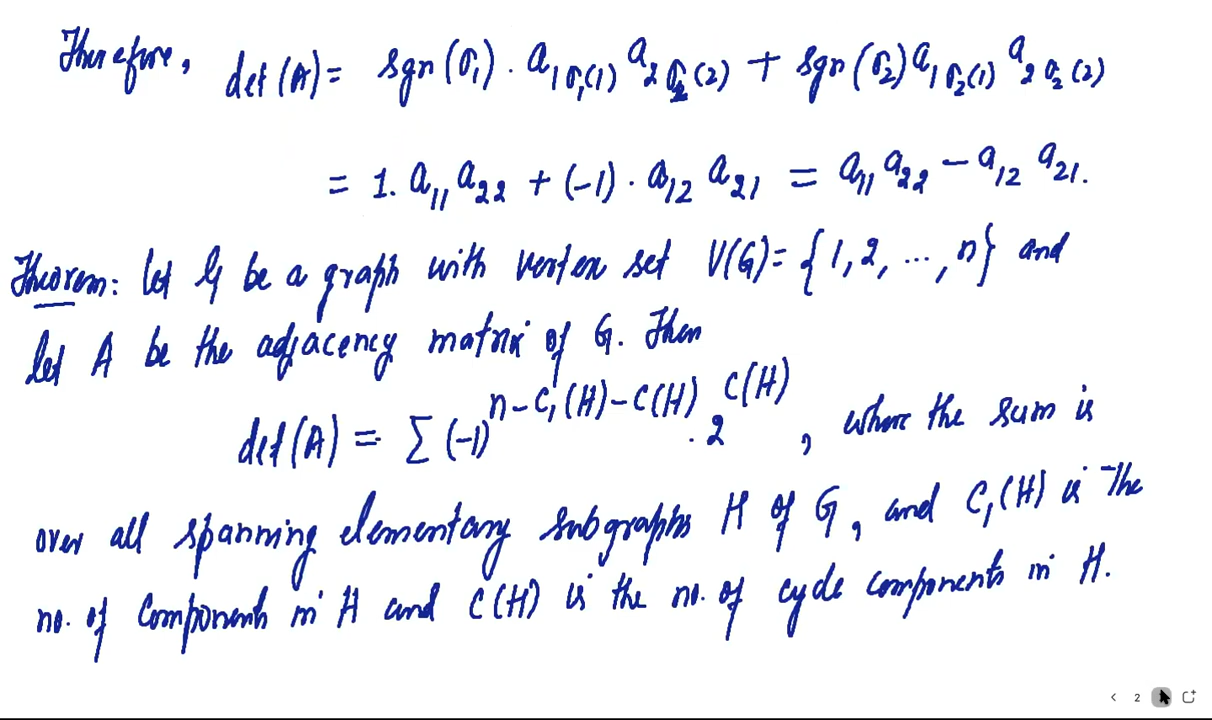 Therefore, det(A) = sgn(σ₁) · a₁σ₁(1) a₂σ₂(2) + sgn(σ₂) a₁σ₂(1) a₂σ₂(2)
= 1. a₁₁ a₂₂ + (-1) · a₁₂ a₂₁ = a₁₁ a₂₂ - a₁₂ a₂₁.
Theorem: Let G be a graph with vertex set V(G) = {1, 2, ..., n} and
let A be the adjacency matrix of G. Then
det(A) = Σ (-1)^{n - C₁(H) - C(H)} · 2^{C(H)}, where the sum is
over all spanning elementary subgraphs H of G, and C₁(H) is the
no. of components in H and C(H) is the no. of cycle components in H.
< 2